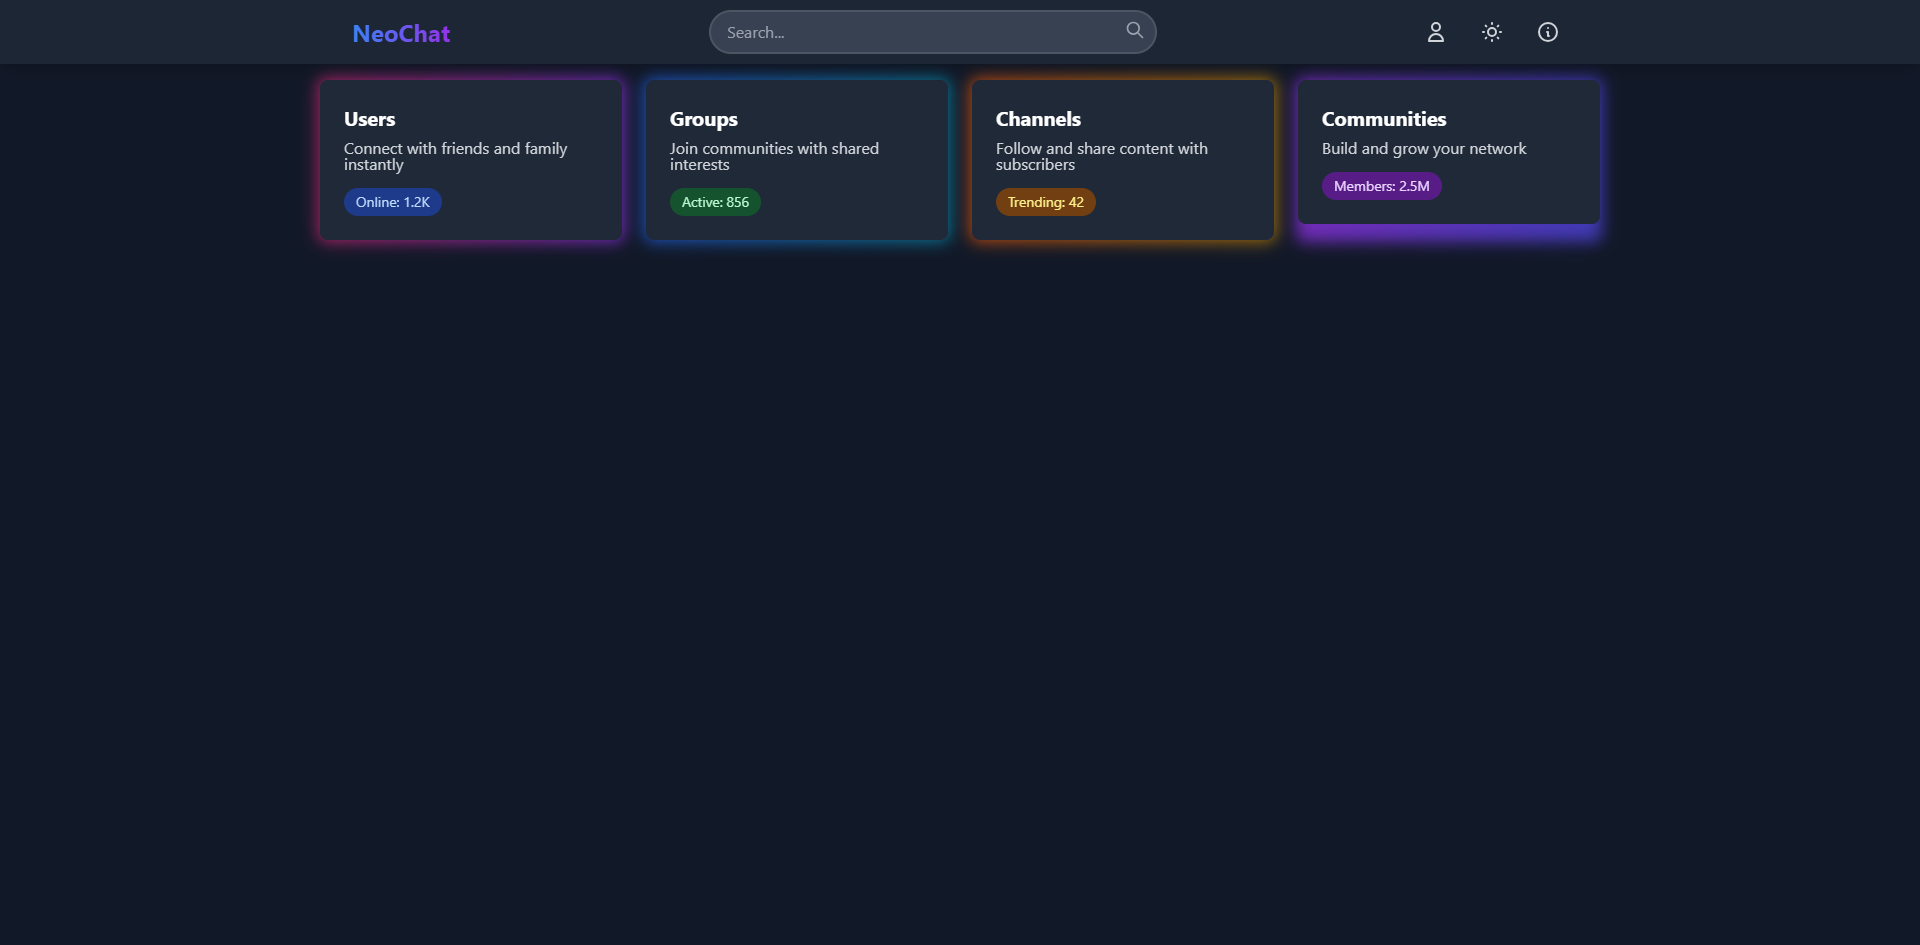 NeoChat
Search...
Users
Connect with friends and family
instantly
Online: 1.2K
Groups
Join communities with shared
interests
Active: 856
Channels
Follow and share content with
subscribers
Trending: 42
Communities
Build and grow your network
Members: 2.5M